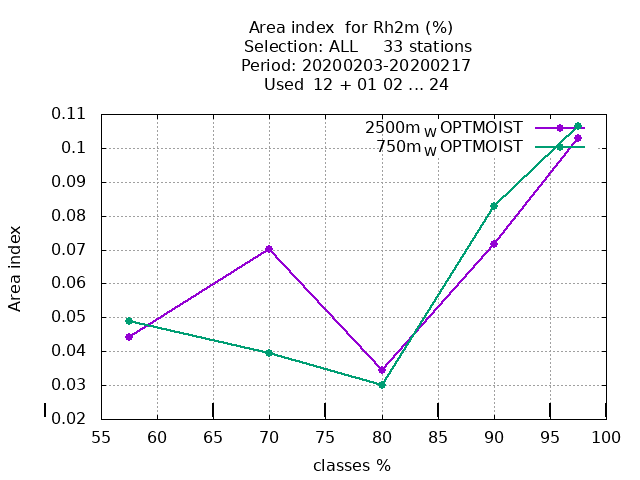 Area index  for Rh2m (%)
Selection: ALL     33 stations
Period: 20200203-20200217
Used  12 + 01 02 ... 24
0.11
0.1
0.09
0.08
0.07
0.06
0.05
0.04
0.03
0.02
Area index
2500m W OPTMOIST
750m W OPTMOIST
55 60 65 70 75 80 85 90 95 100
classes %